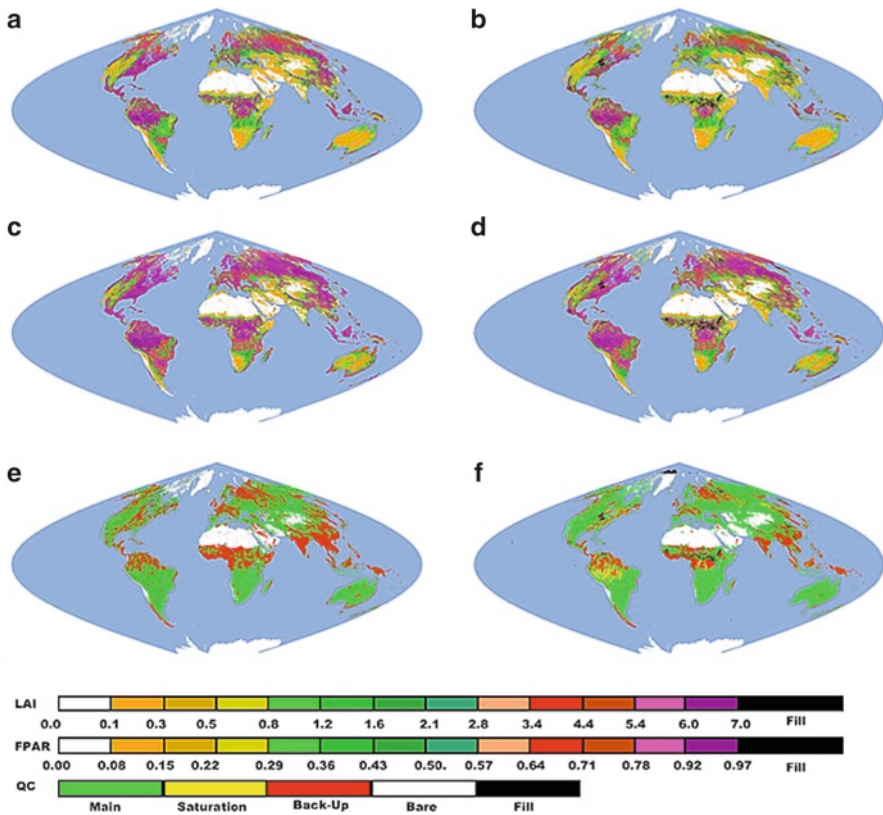 a
b
c
d
e
f
LAI
0.0 0.1 0.3 0.5 0.8 1.2 1.6 2.1 2.8 3.4 4.4 5.4 6.0 7.0 Fill
FPAR
0.00 0.08 0.15 0.22 0.29 0.36 0.43 0.50. 0.57 0.64 0.71 0.78 0.92 0.97 Fill
QC
Main Saturation Back-Up Bare Fill